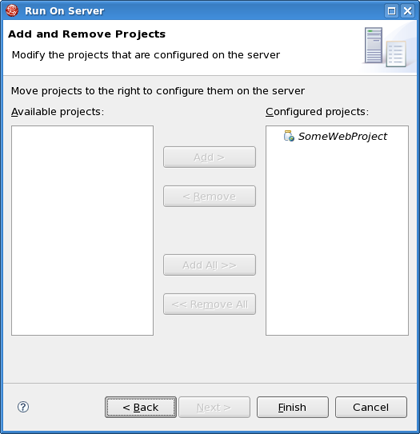 Run On Server
Add and Remove Projects
Modify the projects that are configured on the server
Move projects to the right to configure them on the server
Available projects:
Configured projects:
SomeWebProject
Add >
< Remove
Add All >>
<< Remove All
?
< Back
Next >
Finish
Cancel